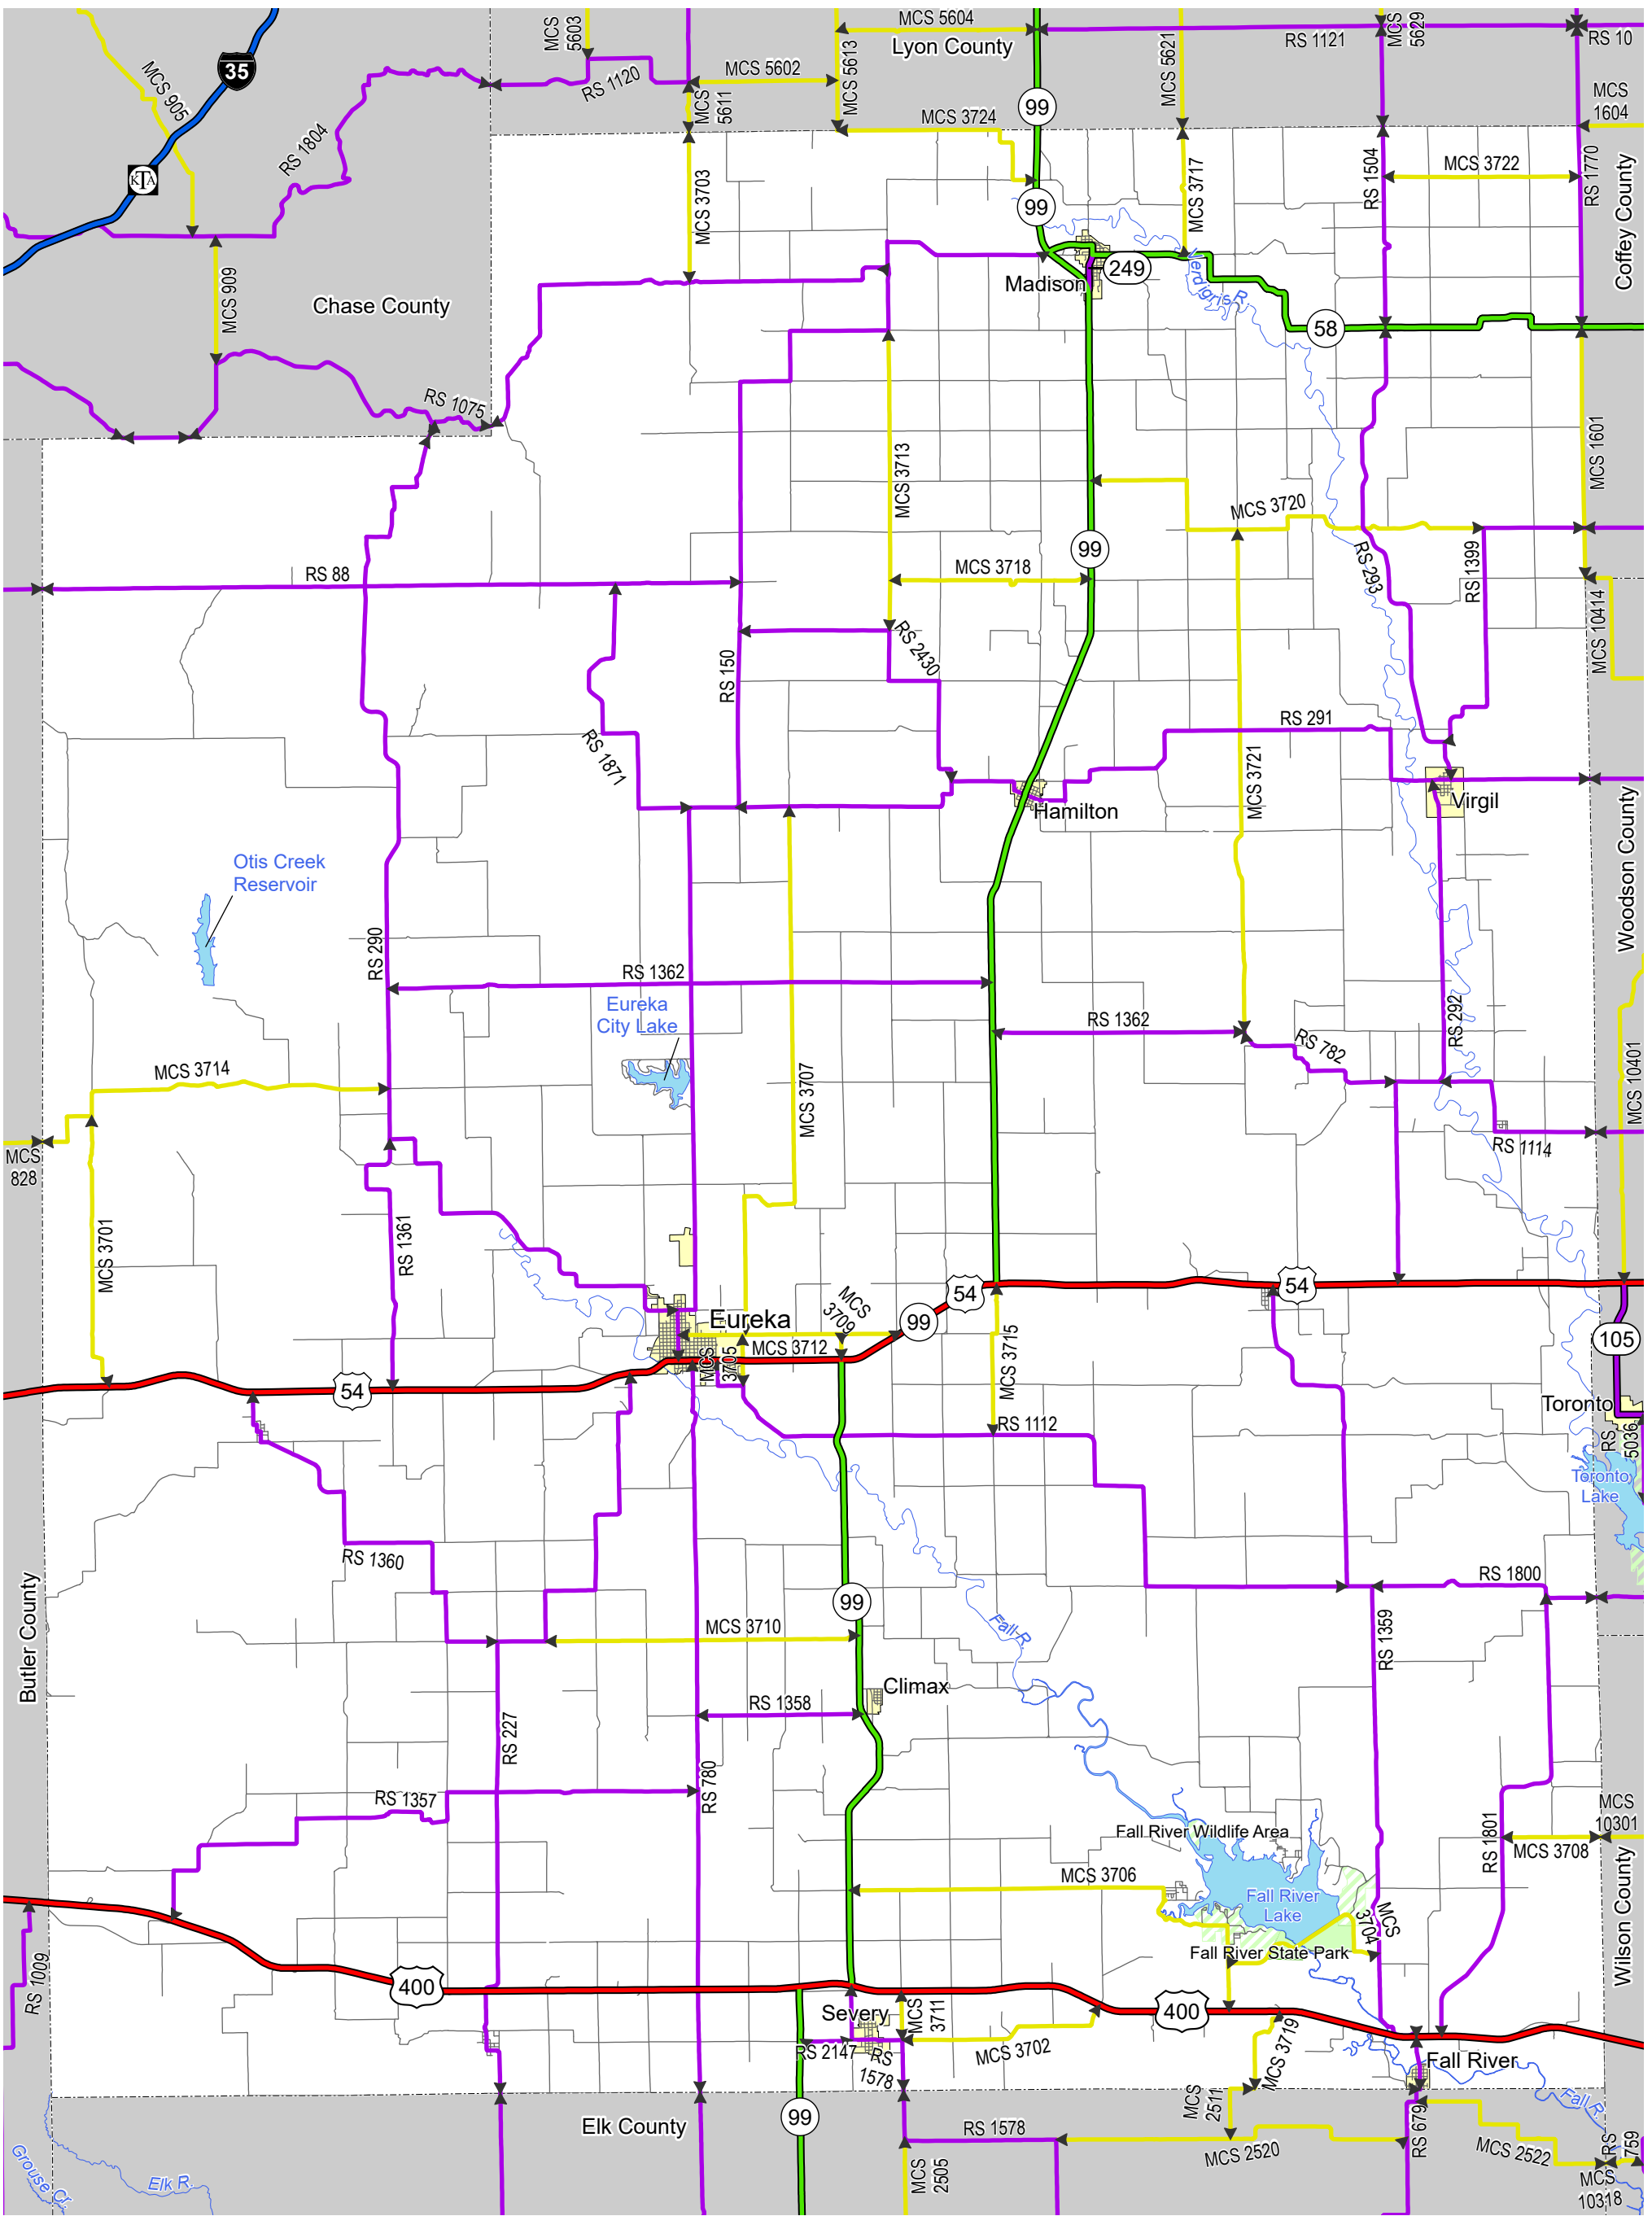 MCS 5604
MCS
5603
MCS 5613
Lyon County
MCS 5621
RS 1121
MCS
5629
RS 10
35
MCS 905
MCS 5602
RS 1120
MCS
5611
MCS
1604
99
MCS 3724
RS 1804
KTA
MCS 3703
99
MCS 3717
RS 1504
MCS 3722
RS 1770
Coffey County
MCS 909
Chase County
Madison
249
Verdigris R.
58
RS 1075
MCS 3713
MCS 1601
MCS 3720
99
RS 88
MCS 3718
RS 293
RS 1399
MCS 10414
RS 2430
RS 150
RS 291
RS 1871
MCS 3721
Hamilton
Virgil
Otis Creek
Reservoir
Woodson County
RS 290
RS 1362
Eureka
City Lake
RS 1362
RS 292
RS 782
MCS 3714
MCS 3707
MCS 10401
MCS
828
RS 1114
MCS 3701
RS 1361
54
54
MCS
3709
99
Eureka
MCS 3712
MCS
3705
MCS 3715
105
54
Toronto
RS 1112
RS
5036
Toronto
Lake
RS 1360
Butler County
99
RS 1800
MCS 3710
Fall R.
RS 1359
Climax
RS 1358
RS 227
RS 780
RS 1357
MCS
10301
Fall River Wildlife Area
RS 1801
MCS 3708
MCS 3706
Fall River
Lake
MCS
3704
Fall River State Park
Wilson County
RS 1009
400
400
Severy
MCS
3711
RS 2147
RS
1578
MCS 3702
MCS 3719
Fall River
MCS
2511
Fall R.
99
Elk County
RS 1578
RS 679
MCS 2520
MCS 2522
RS
759
MCS
2505
MCS
10318
Grouse Cr.
Elk R.